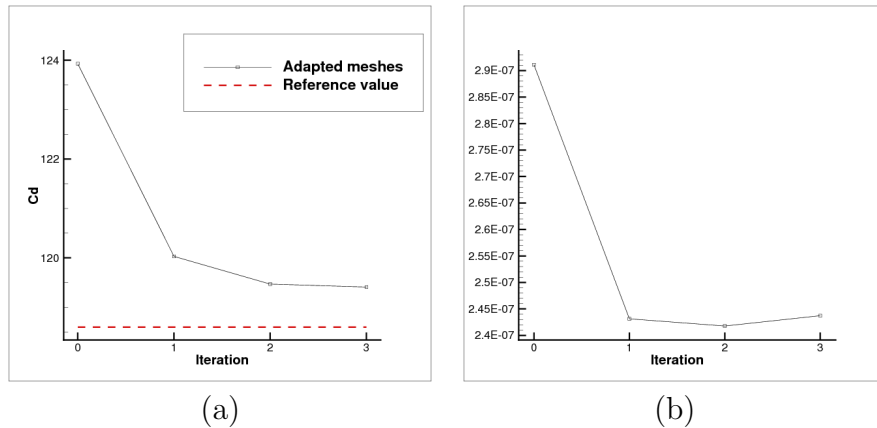 124
122
120
Cd
0
1
2
3
Iteration
Adapted meshes
Reference value
(a)
2.9E-07
2.85E-07
2.8E-07
2.75E-07
2.7E-07
2.65E-07
2.6E-07
2.55E-07
2.5E-07
2.45E-07
2.4E-07
0
1
2
3
Iteration
(b)